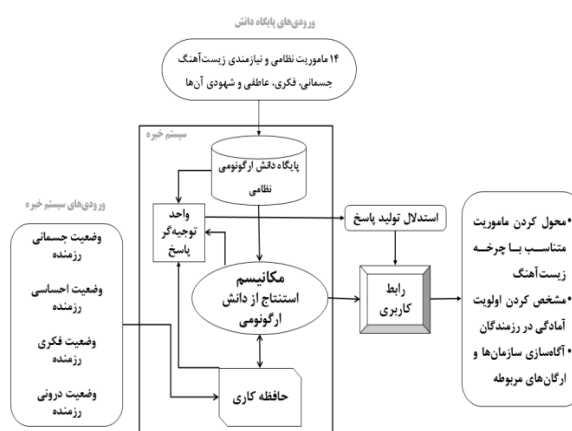 ورودی‌های پایگاه دانش
۱۴ ماموریت نظامی و نیازمندی زیست‌آهنگ
جسمانی، فکری، عاطفی و شهودی آن‌ها
سیستم خبره
پایگاه دانش ارگونومی
نظامی
واحد
توجیه‌گر
پاسخ
استدلال تولید پاسخ
ورودی‌های سیستم خبره
وضعیت جسمانی
رزمنده
وضعیت احساسی
رزمنده
وضعیت فکری
رزمنده
وضعیت درونی
رزمنده
مکانیسم
استنتاج از دانش
ارگونومی
رابط
کاربری
حافظه کاری
•محول کردن ماموریت
متناسب با چرخه
زیست‌آهنگ
•مشخص کردن اولویت
آمادگی در رزمندگان
•آگاه‌سازی سازمان‌ها و
ارگان‌های مربوطه